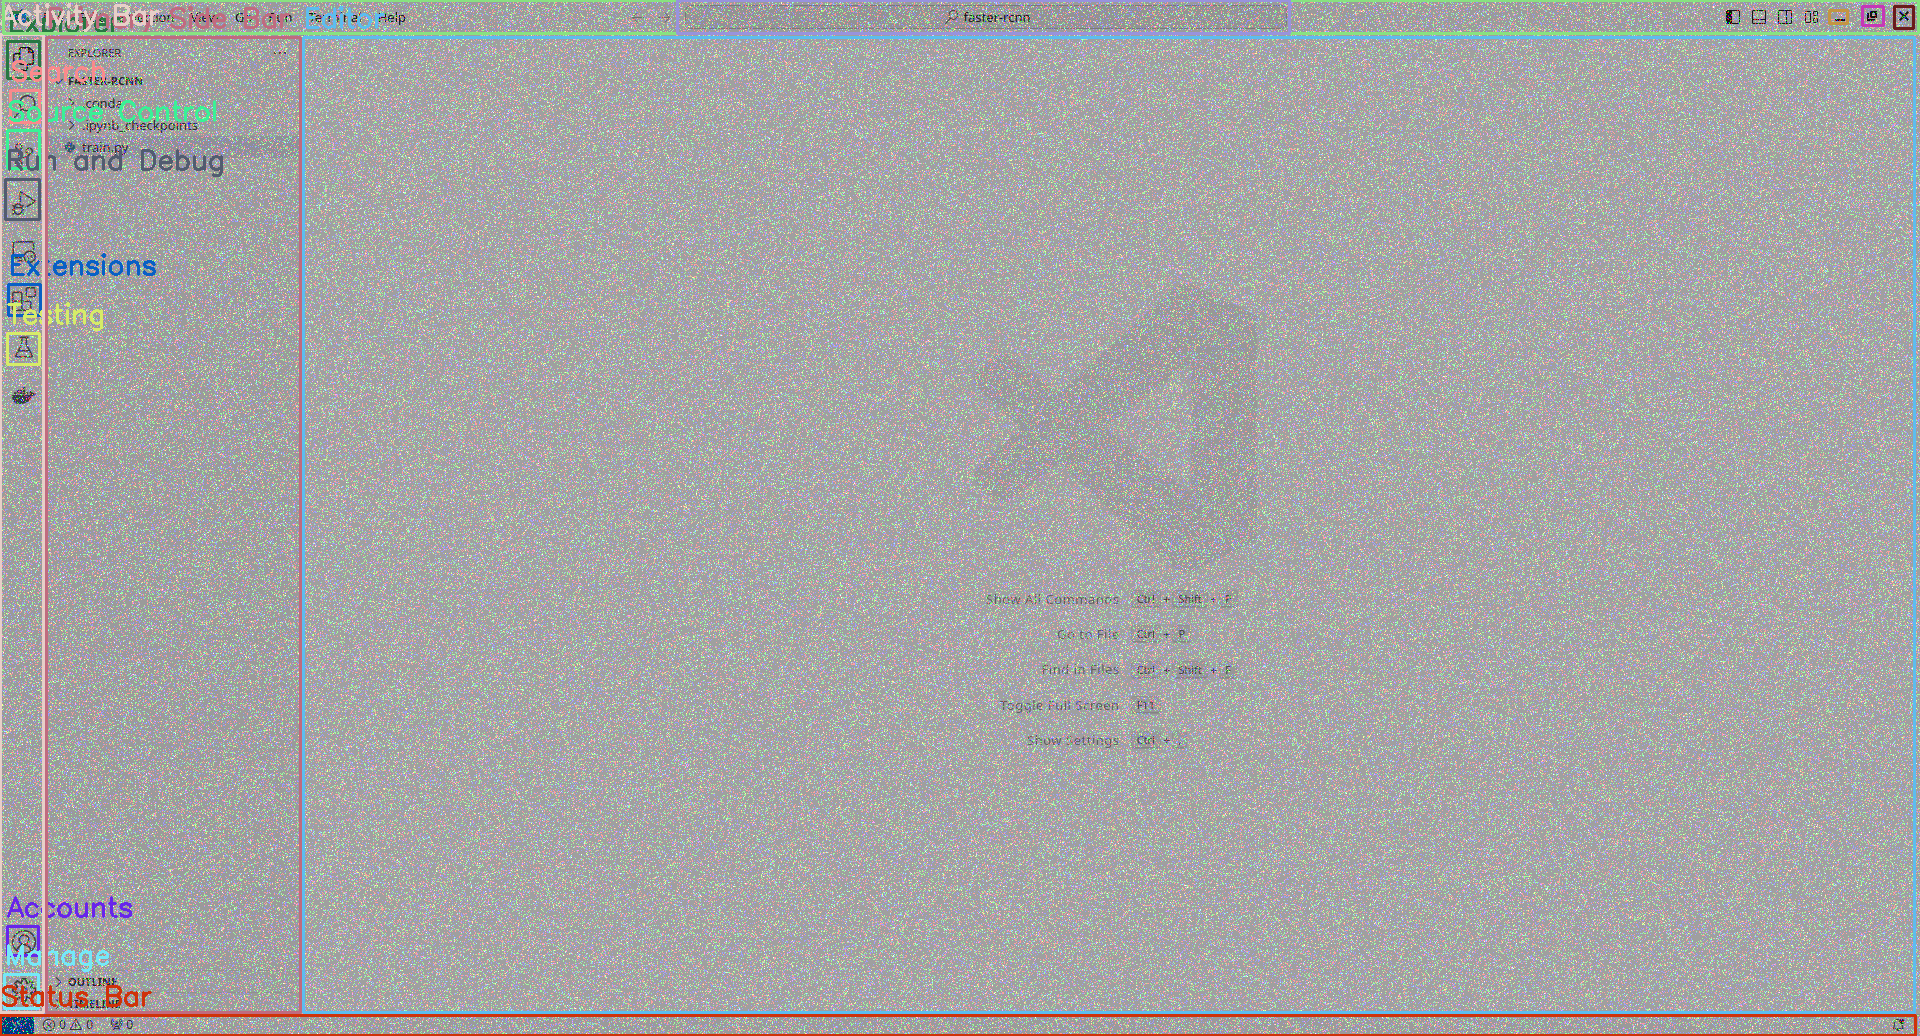 Activity Bar Side Bar Editor
Selection View Go Run Terminal Help
faster-rcnn
Explorer
EXPLORER
Search
FASTER-RCNN
.conda
Source Control
.ipynb_checkpoints
train.py
Run and Debug
Extensions
Testing
Show All Commands Ctrl + Shift + P
Go to File Ctrl + P
Find in Files Ctrl + Shift + F
Toggle Full Screen F11
Show Settings Ctrl + ,
Accounts
Manage
OUTLINE
Status Bar
TIMELINE
0 0 0